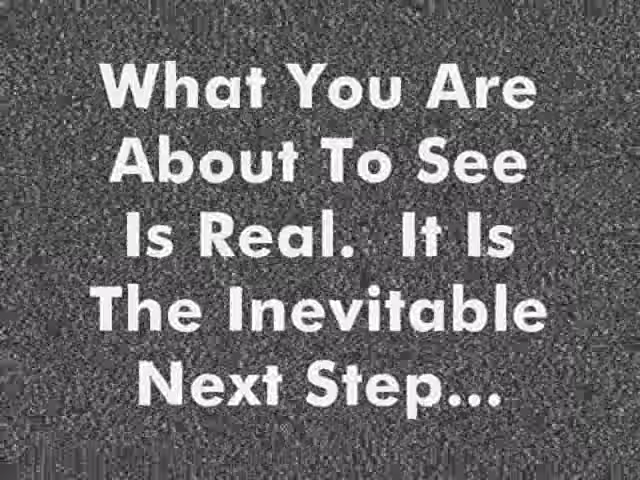 What You Are
About To See
Is Real. It Is
The Inevitable
Next Step...